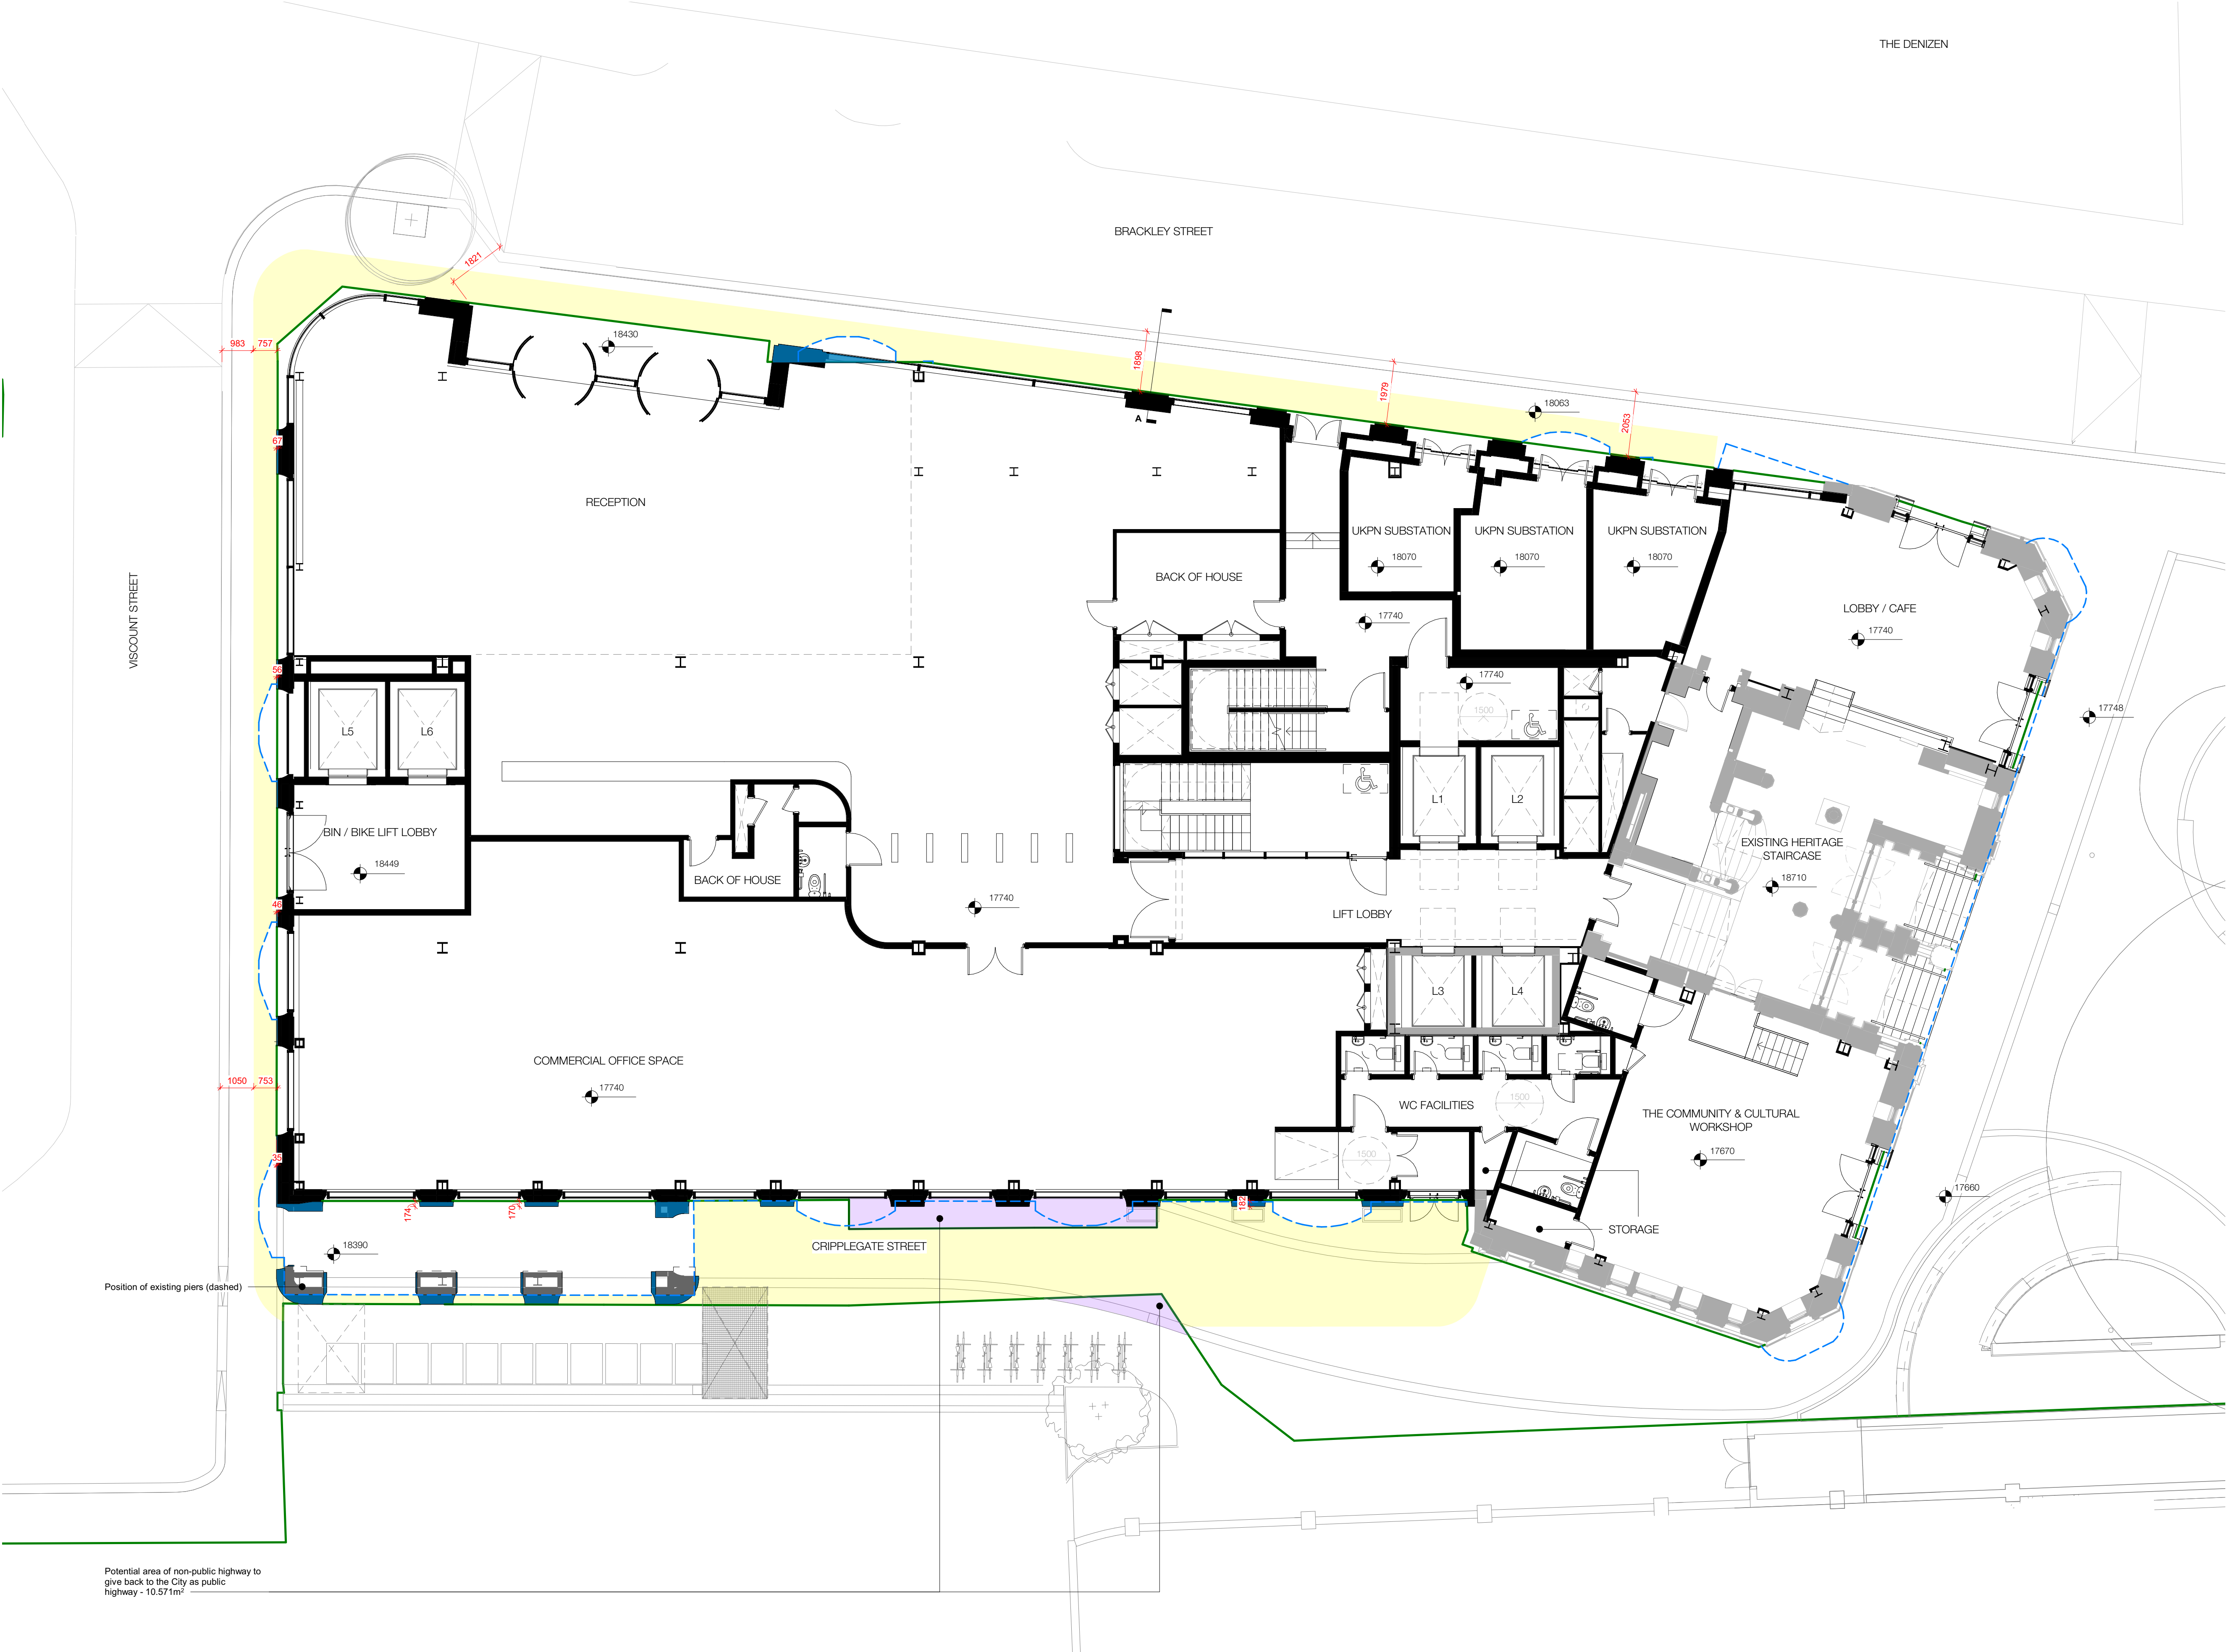 THE DENIZEN
BRACKLEY STREET
1821
18430
983
757
1898
1979
2053
18063
A
67
RECEPTION
UKPN SUBSTATION
UKPN SUBSTATION
UKPN SUBSTATION
18070
18070
18070
BACK OF HOUSE
VISCOUNT STREET
LOBBY / CAFE
17740
17740
56
17740
1500
17748
L5
L6
L1
L2
BIN / BIKE LIFT LOBBY
18449
EXISTING HERITAGE
STAIRCASE
18710
BACK OF HOUSE
17740
46
LIFT LOBBY
L3
L4
COMMERCIAL OFFICE SPACE
17740
1050
753
WC FACILITIES
1500
THE COMMUNITY & CULTURAL
WORKSHOP
17670
1500
35
17660
174
170
182
STORAGE
18390
CRIPPLEGATE STREET
Position of existing piers (dashed)
Potential area of non-public highway to
give back to the City as public
highway - 10.571m²